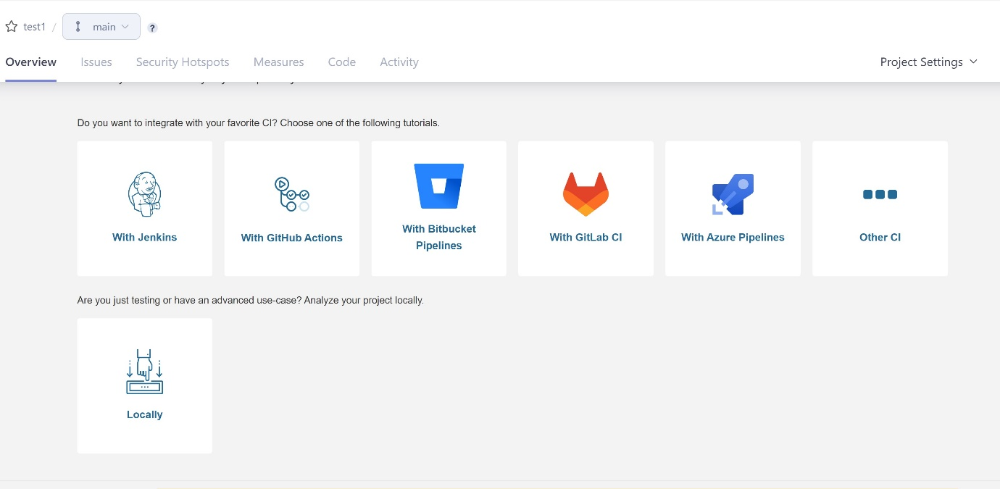 test1 / main ?
Overview Issues Security Hotspots Measures Code Activity Project Settings
Do you want to integrate with your favorite CI? Choose one of the following tutorials.
With Jenkins
With GitHub Actions
With Bitbucket
Pipelines
With GitLab CI
With Azure Pipelines
Other CI
Are you just testing or have an advanced use-case? Analyze your project locally.
Locally